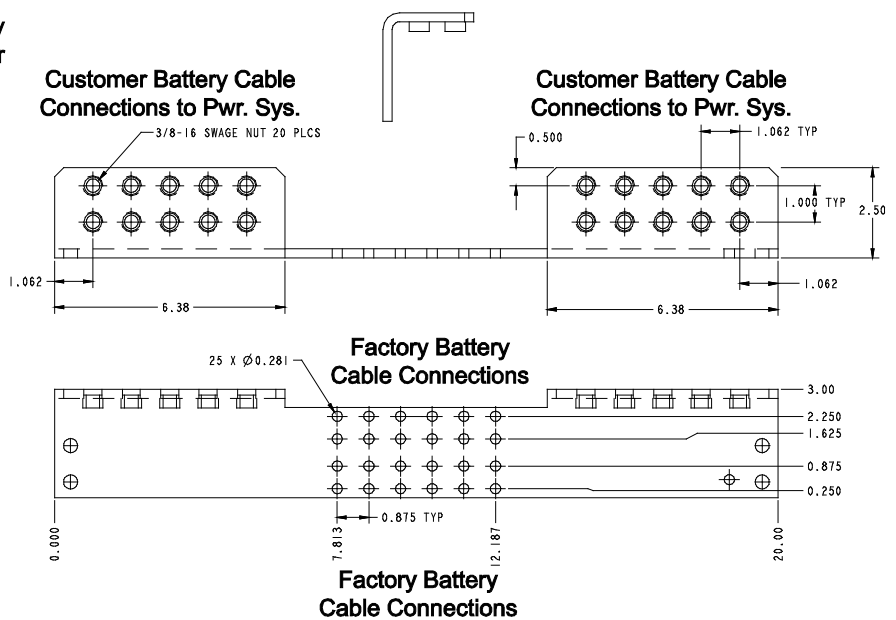 y
r
Customer Battery Cable
Connections to Pwr. Sys.
Customer Battery Cable
Connections to Pwr. Sys.
3/8-16 SWAGE NUT 20 PLCS
0.500
1.062 TYP
1.000 TYP
2.50
1.062
6.38
6.38
1.062
Factory Battery
Cable Connections
25 X Ø0.281
3.00
2.250
1.625
0.875
0.250
0.875 TYP
0.000
7.813
12.187
20.00
Factory Battery
Cable Connections